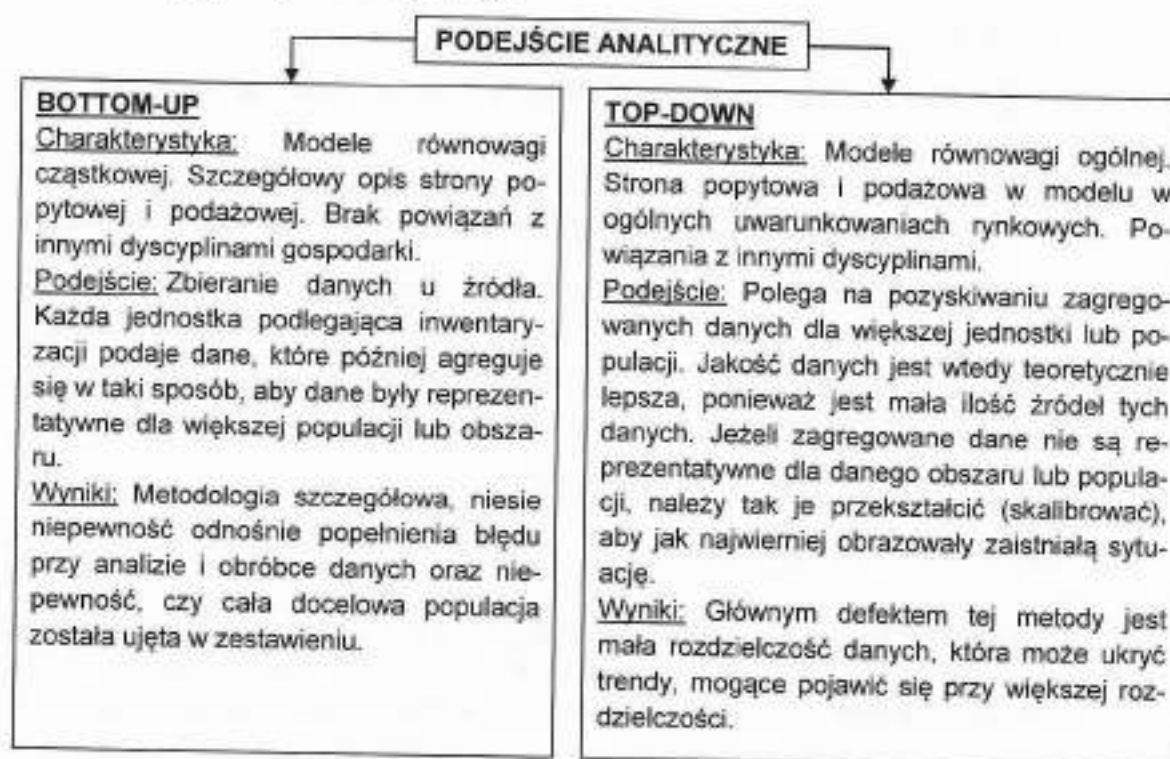 PODEJŚCIE ANALITYCZNE
BOTTOM-UP
Charakterystyka: Modele równowagi
cząstkowej. Szczegółowy opis strony po-
pytowej i podażowej. Brak powiązań z
innymi dyscyplinami gospodarki.
Podejście: Zbieranie danych u źródła.
Każda jednostka podlegająca inwentary-
zacji podaje dane, które później agreguje
się w taki sposób, aby dane były reprezen-
tatywne dla większej populacji lub obsza-
ru.
Wyniki: Metodologia szczegółowa, niesie
niepewność odnośnie popełnienia błędu
przy analizie i obróbce danych oraz nie-
pewność, czy cała docelowa populacja
została ujęta w zestawieniu.
TOP-DOWN
Charakterystyka: Modele równowagi ogólnej.
Strona popytowa i podażowa w modelu w
ogólnych uwarunkowaniach rynkowych. Po-
wiązania z innymi dyscyplinami.
Podejście: Polega na pozyskiwaniu zagrego-
wanych danych dla większej jednostki lub po-
pulacji. Jakość danych jest wtedy teoretycznie
lepsza, ponieważ jest mała ilość źródeł tych
danych. Jeżeli zagregowane dane nie są re-
prezentatywne dla danego obszaru lub popula-
cji, należy tak je przekształcić (skalibrować),
aby jak najwierniej obrazowały zaistniałą sytu-
ację.
Wyniki: Głównym defektem tej metody jest
mała rozdzielczość danych, która może ukryć
trendy, mogące pojawić się przy większej roz-
dzielczości.